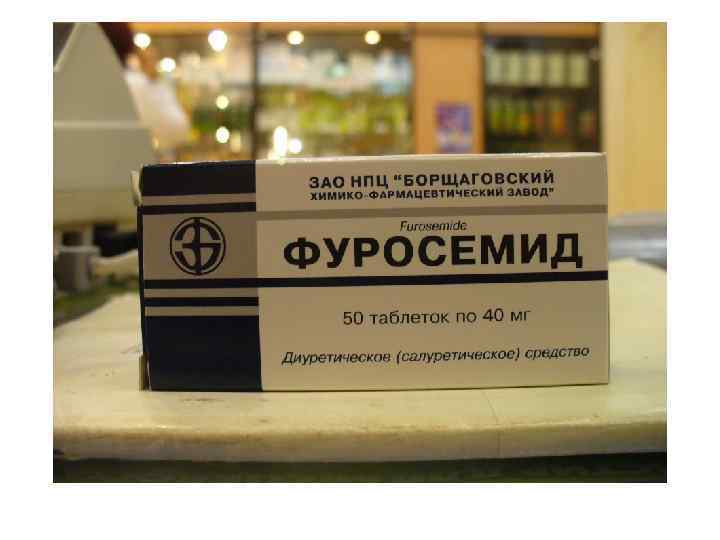 ЗАО НПЦ "БОРЩАГОВСКИЙ
ХИМИКО-ФАРМАЦЕВТИЧЕСКИЙ ЗАВОД"
Furosemide
ФУРОСЕМИД
50 таблеток по 40 мг
Диуретическое (салуретическое) средство